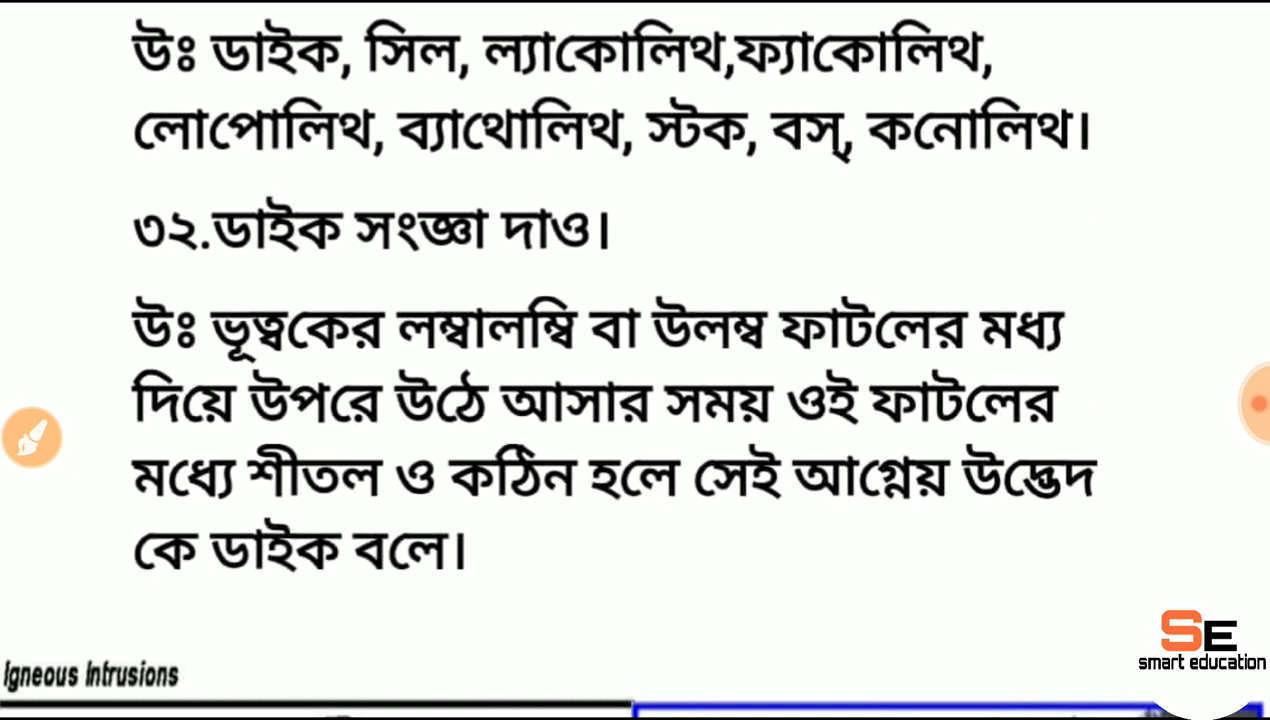 উঃ ডাইক, সিল, ল্যাকোলিথ,ফ্যাকোলিথ,
লোপোলিথ, ব্যাথোলিথ, স্টক, বস্, কনোলিথ।
৩২.ডাইক সংজ্ঞা দাও।
উঃ ভূত্বকের লম্বালম্বি বা উলম্ব ফাটলের মধ্য
দিয়ে উপরে উঠে আসার সময় ওই ফাটলের
মধ্যে শীতল ও কঠিন হলে সেই আগ্নেয় উদ্ভেদ
কে ডাইক বলে।
SE
smart education
Igneous Intrusions